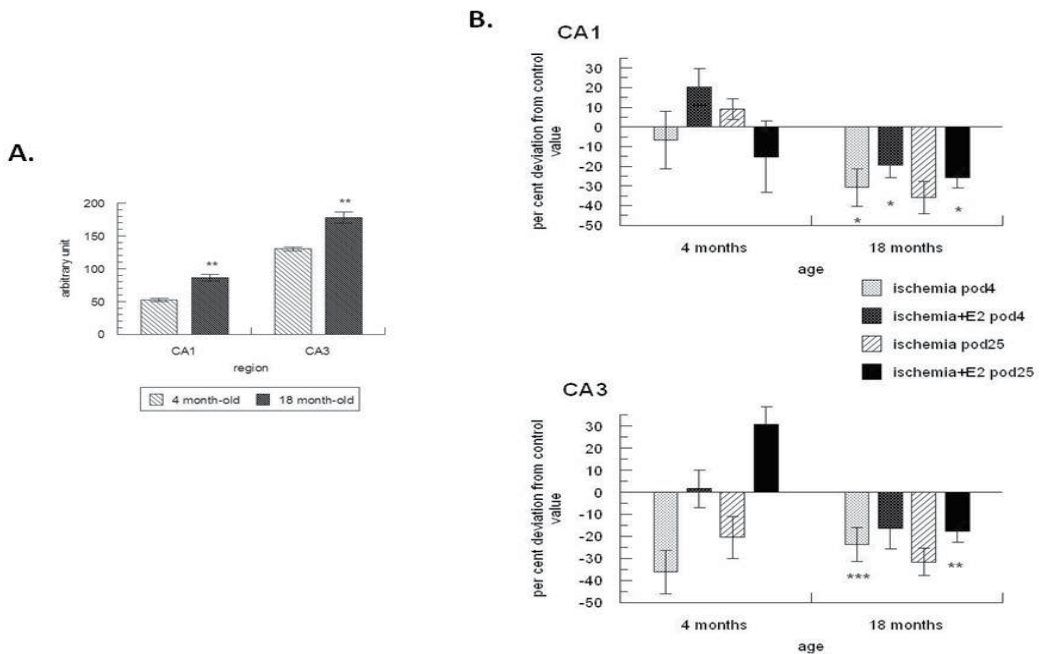 A.
arbitrary unit
200
150
100
50
0
**
**
CA1
CA3
region
4 month-old
18 month-old
B.
CA1
per cent deviation from control
value
30
20
10
0
-10
-20
-30
-40
-50
*
*
*
4 months
18 months
age
ischemia pod4
ischemia+E2 pod4
ischemia pod25
ischemia+E2 pod25
CA3
per cent deviation from control
value
30
20
10
0
-10
-20
-30
-40
-50
***
**
4 months
18 months
age